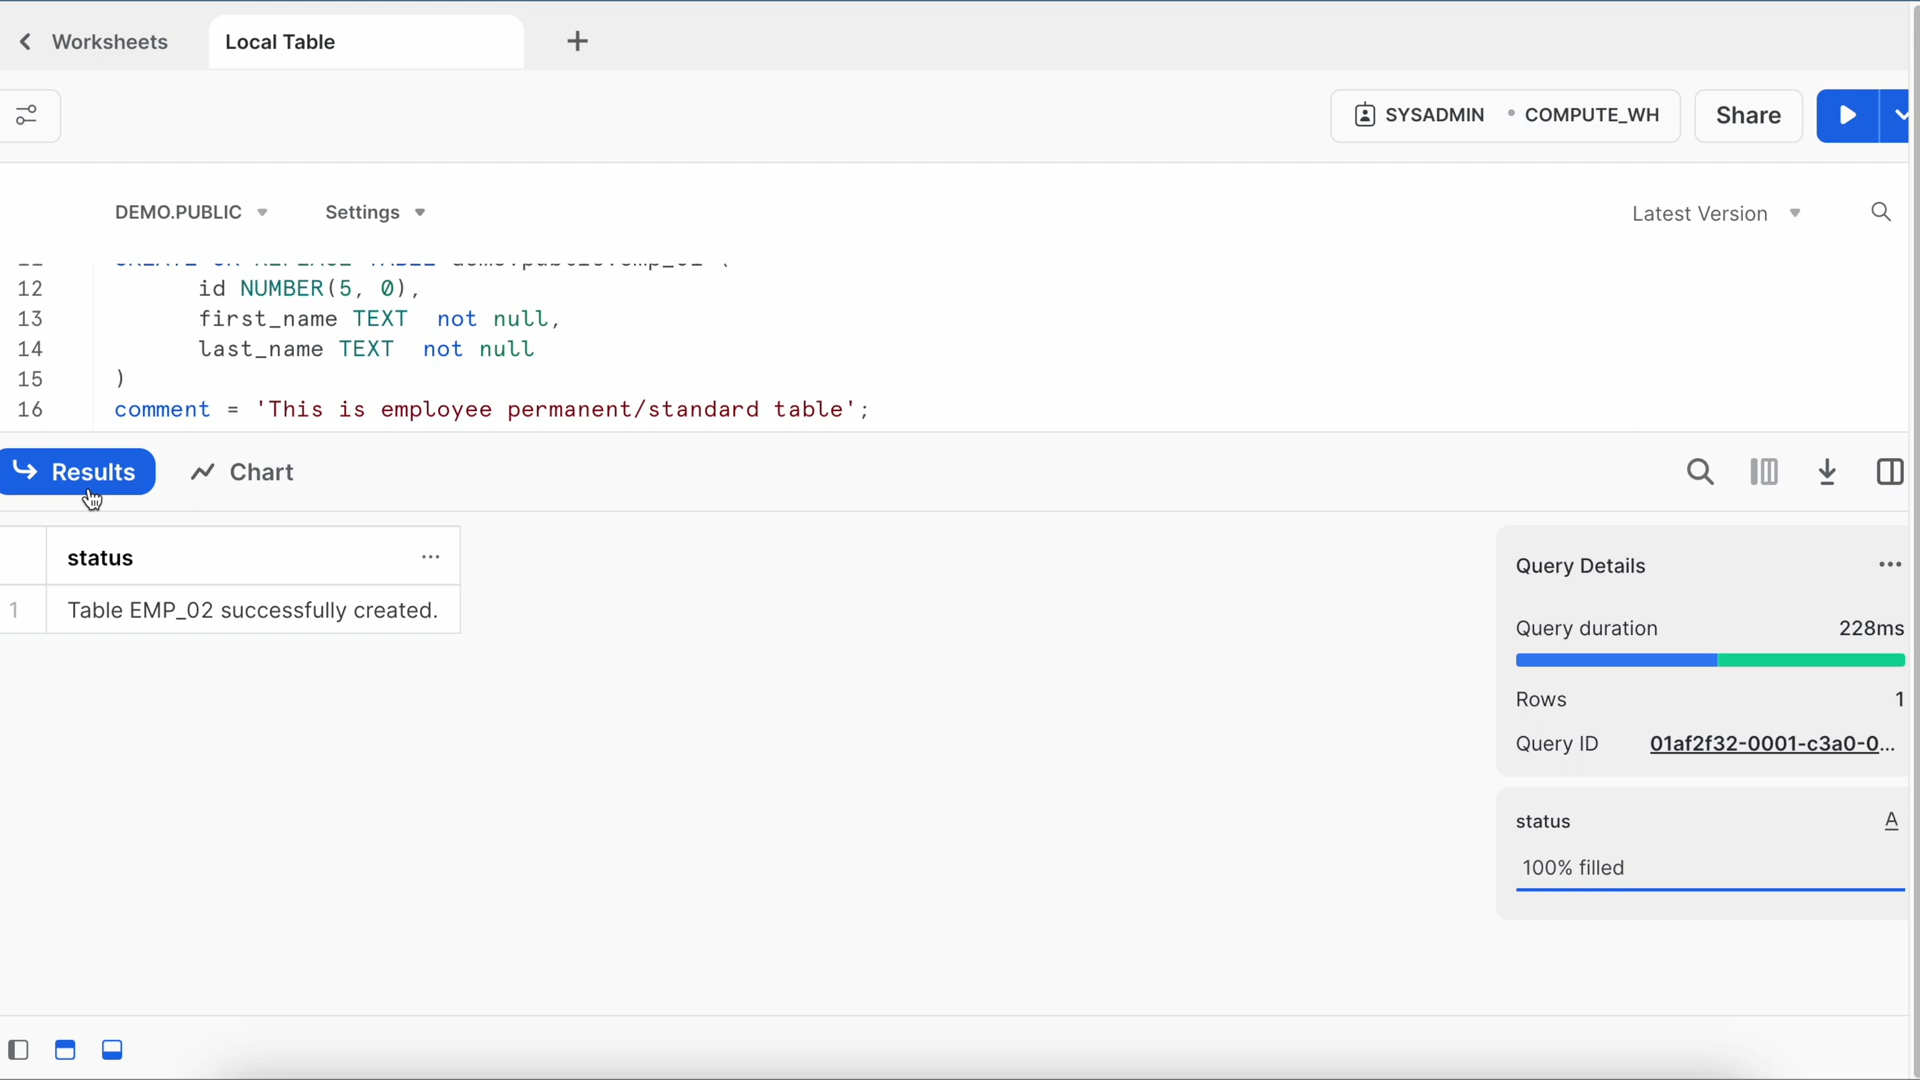 Worksheets
Local Table
SYSADMIN • COMPUTE_WH
Share
DEMO.PUBLIC
Settings
Latest Version
12 id NUMBER(5, 0),
13 first_name TEXT not null,
14 last_name TEXT not null
15 )
16 comment = 'This is employee permanent/standard table';
Results
Chart
status ...
1 Table EMP_02 successfully created.
Query Details ...
Query duration 228ms
Rows 1
Query ID 01af2f32-0001-c3a0-0...
status A
100% filled